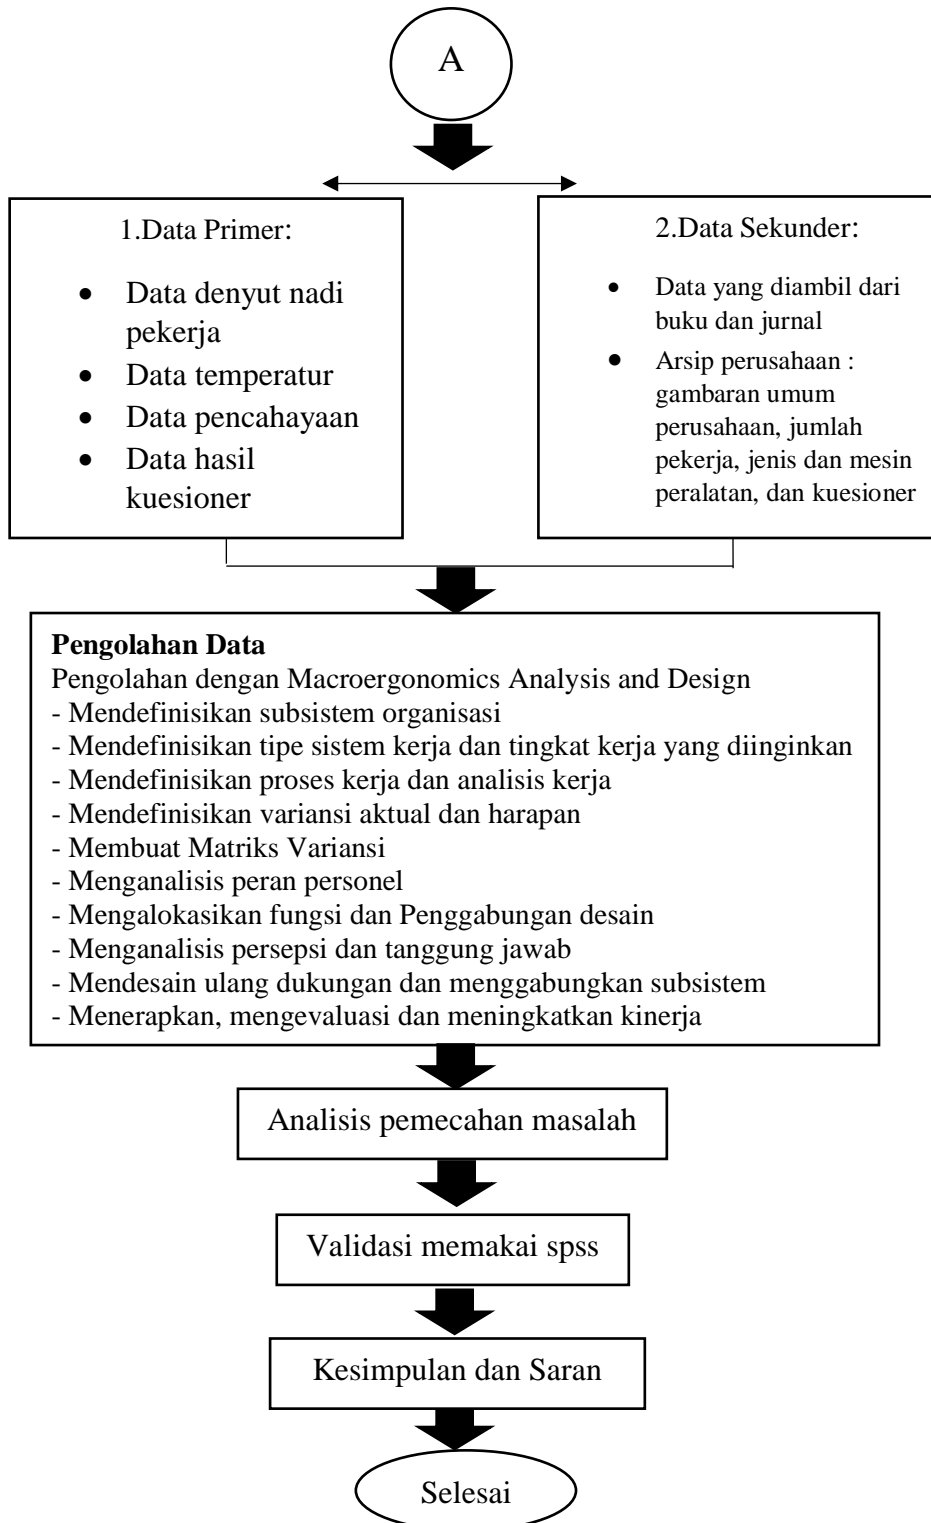 A
1.Data Primer:
• Data denyut nadi
pekerja
• Data temperatur
• Data pencahayaan
• Data hasil
kuesioner
2.Data Sekunder:
• Data yang diambil dari
buku dan jurnal
• Arsip perusahaan :
gambaran umum
perusahaan, jumlah
pekerja, jenis dan mesin
peralatan, dan kuesioner
Pengolahan Data
Pengolahan dengan Macroergonomics Analysis and Design
- Mendefinisikan subsistem organisasi
- Mendefinisikan tipe sistem kerja dan tingkat kerja yang diinginkan
- Mendefinisikan proses kerja dan analisis kerja
- Mendefinisikan variansi aktual dan harapan
- Membuat Matriks Variansi
- Menganalisis peran personel
- Mengalokasikan fungsi dan Penggabungan desain
- Menganalisis persepsi dan tanggung jawab
- Mendesain ulang dukungan dan menggabungkan subsistem
- Menerapkan, mengevaluasi dan meningkatkan kinerja
Analisis pemecahan masalah
Validasi memakai spss
Kesimpulan dan Saran
Selesai